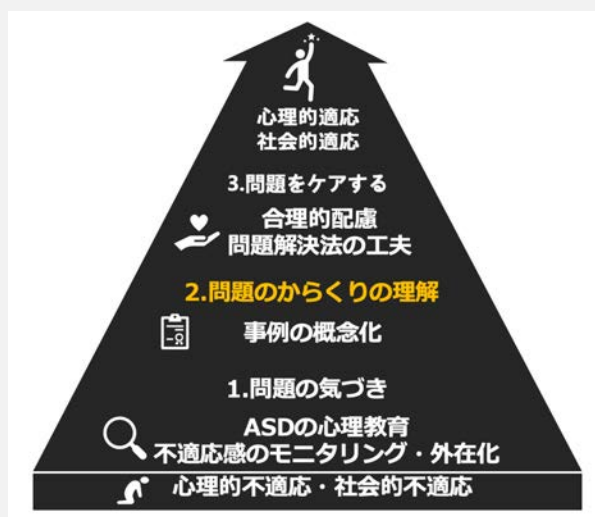 心理的適応
社会的適応
3.問題をケアする
合理的配慮
問題解決法の工夫
2.問題のからくりの理解
事例の概念化
1.問題の気づき
ASDの心理教育
不適応感のモニタリング・外在化
心理的不適応・社会的不適応